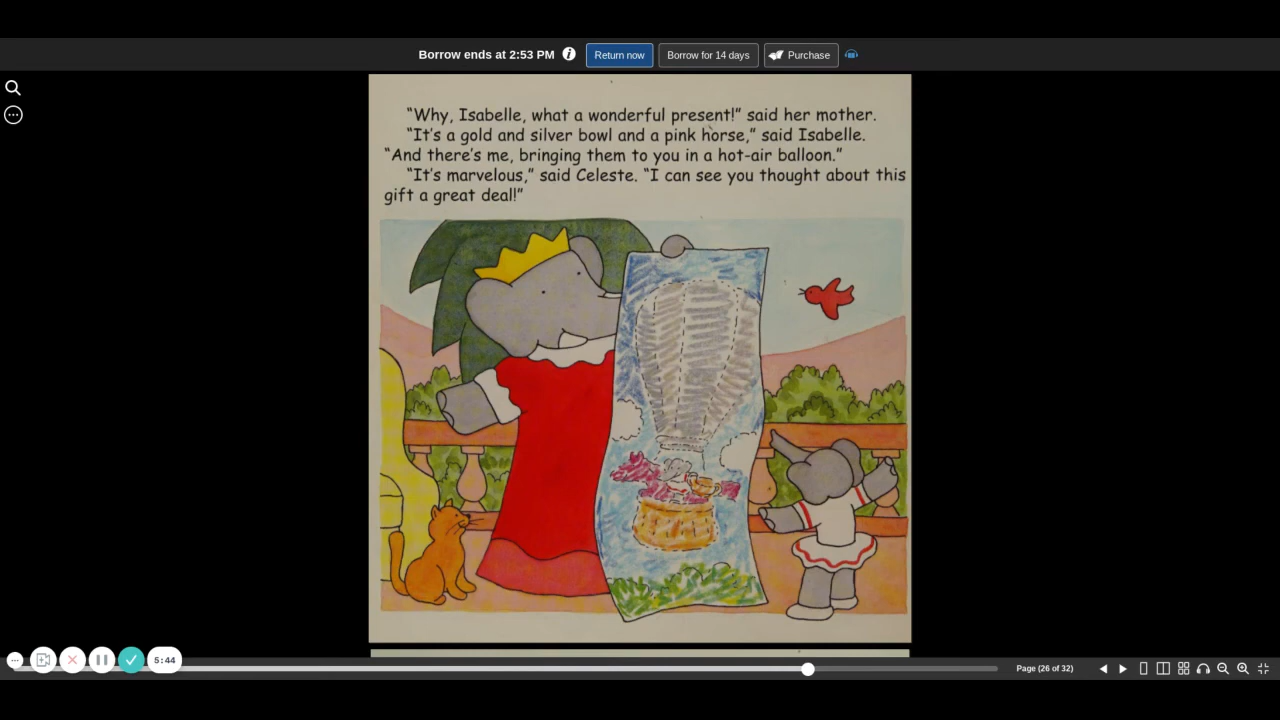 Borrow ends at 2:53 PM
Return now
Borrow for 14 days
Purchase
“Why, Isabelle, what a wonderful present!” said her mother.
“It’s a gold and silver bowl and a pink horse,” said Isabelle.
“And there’s me, bringing them to you in a hot-air balloon.”
“It’s marvelous,” said Celeste. “I can see you thought about this
gift a great deal!”
5:44
Page (26 of 32)